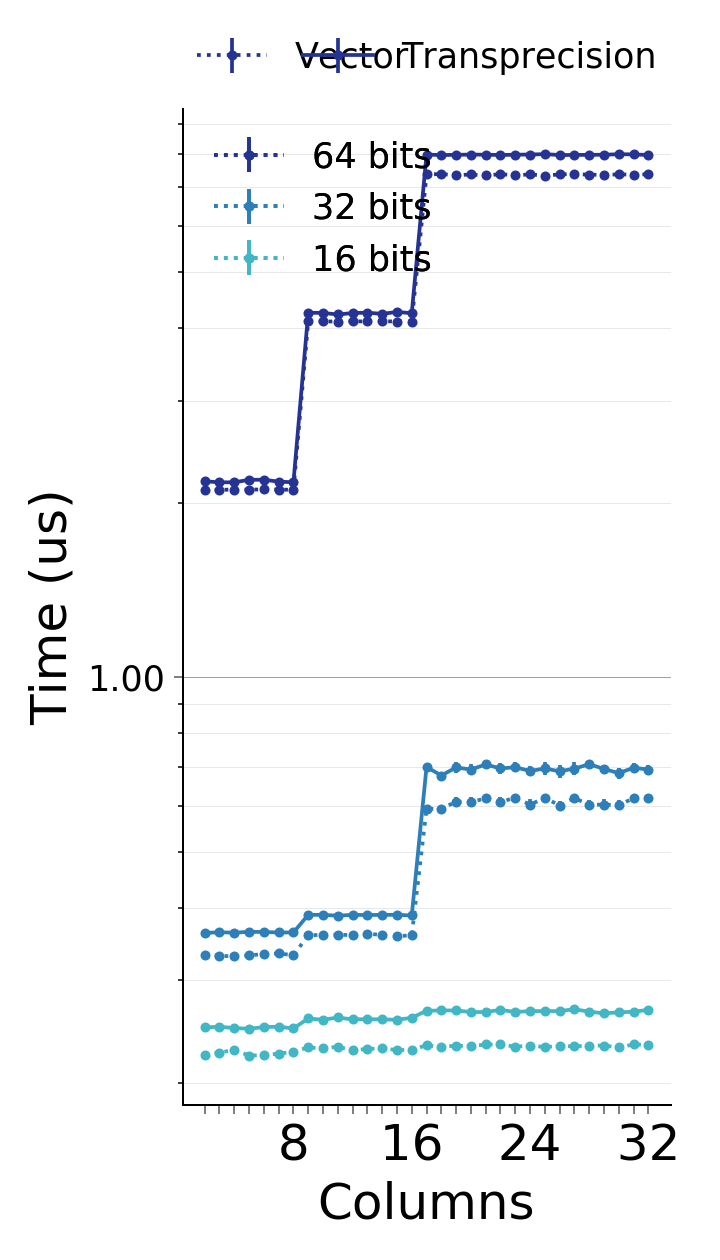 Vector Transprecision
64 bits
32 bits
16 bits
Time (us)
1.00
8 16 24 32
Columns